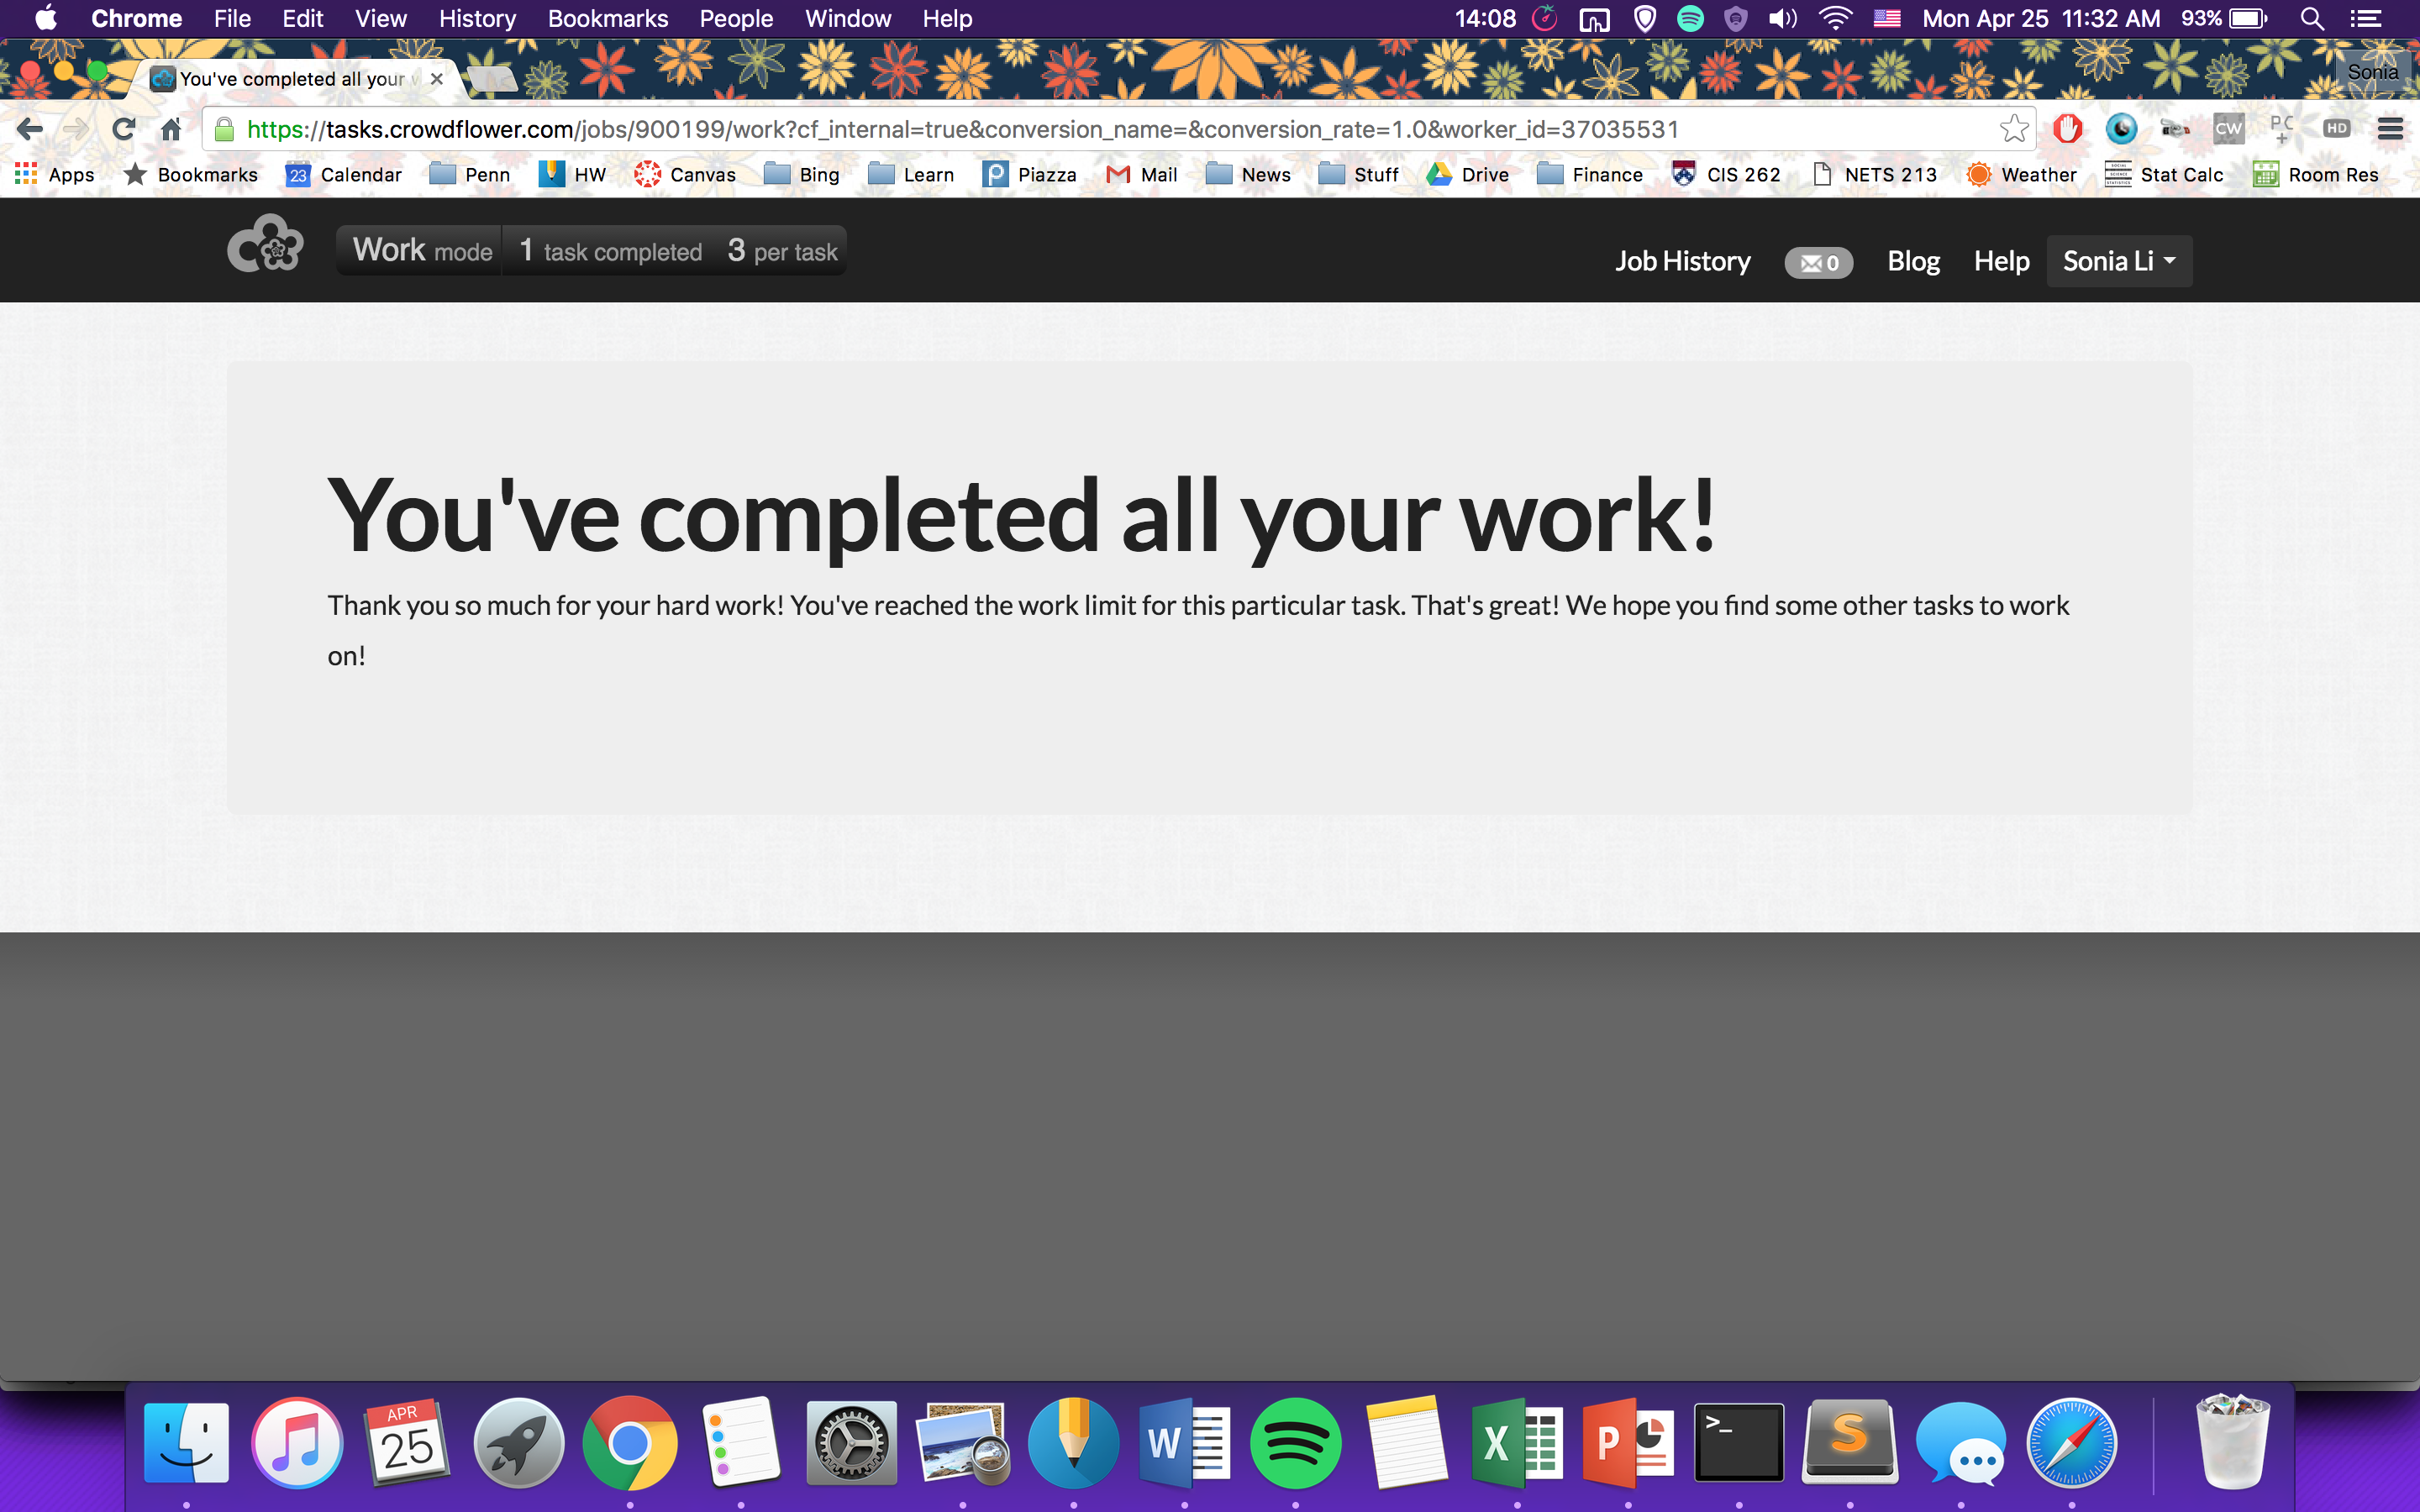 Chrome File Edit View History Bookmarks People Window Help 14:08 Mon Apr 25 11:32 AM 93%
You've completed all your w Sonia
https://tasks.crowdflower.com/jobs/900199/work?cf_internal=true&conversion_name=&conversion_rate=1.0&worker_id=37035531 CW PC+ HD
Apps Bookmarks 23 Calendar Penn HW Canvas Bing Learn Piazza Mail News Stuff Drive Finance CIS 262 NETS 213 Weather Stat Calc Room Res
Work mode 1 task completed 3 per task Job History 0 Blog Help Sonia Li
You've completed all your work!
Thank you so much for your hard work! You've reached the work limit for this particular task. That's great! We hope you find some other tasks to work
on!
APR
25